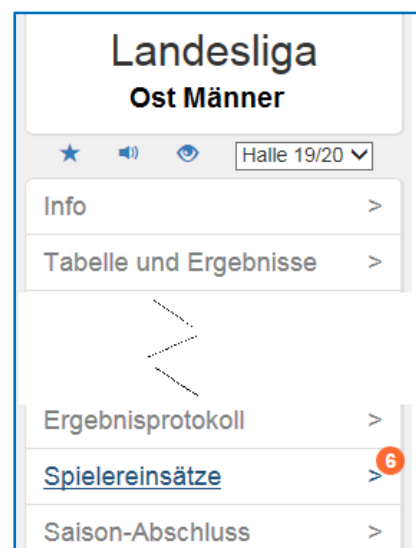 Landesliga
Ost Männer
Halle 19/20
Info >
Tabelle und Ergebnisse >
Ergebnisprotokoll >
Spielereinsätze > 6
Saison-Abschluss >